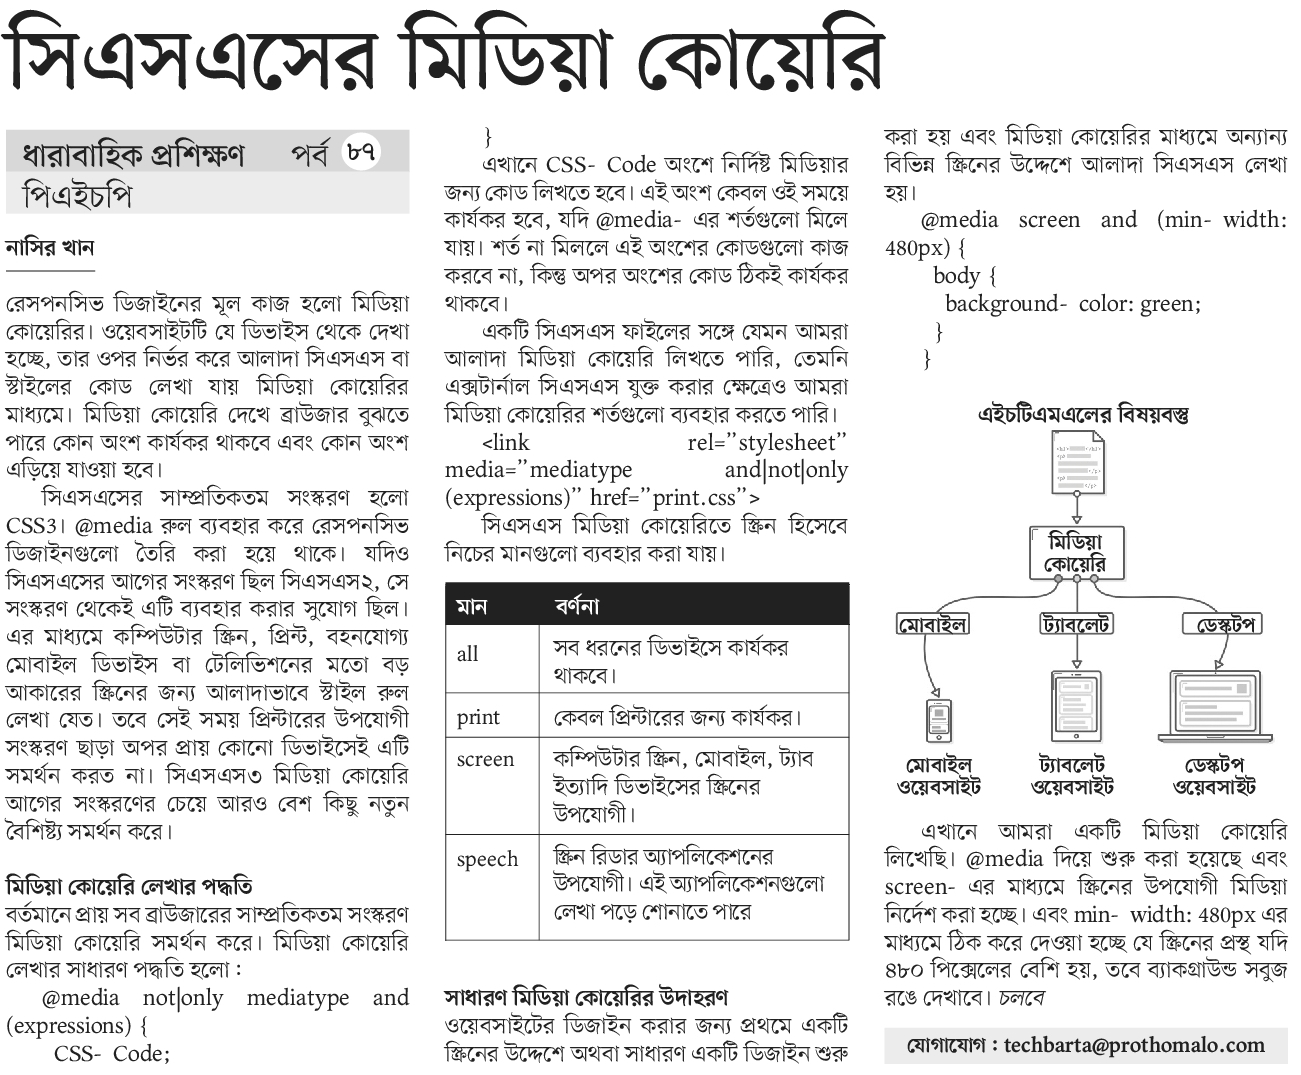 সিএসএসের মিডিয়া কোয়েরি
ধারাবাহিক প্রশিক্ষণ পর্ব ৮৭
পিএইচপি
নাসির খান
রেসপনসিভ ডিজাইনের মূল কাজ হলো মিডিয়া
কোয়েরির। ওয়েবসাইটটি যে ডিভাইস থেকে দেখা
হচ্ছে, তার ওপর নির্ভর করে আলাদা সিএসএস বা
স্টাইলের কোড লেখা যায় মিডিয়া কোয়েরির
মাধ্যমে। মিডিয়া কোয়েরি দেখে ব্রাউজার বুঝতে
পারে কোন অংশ কার্যকর থাকবে এবং কোন অংশ
এড়িয়ে যাওয়া হবে।
সিএসএসের সাম্প্রতিকতম সংস্করণ হলো
CSS3। @media রুল ব্যবহার করে রেসপনসিভ
ডিজাইনগুলো তৈরি করা হয়ে থাকে। যদিও
সিএসএসের আগের সংস্করণ ছিল সিএসএস২, সে
সংস্করণ থেকেই এটি ব্যবহার করার সুযোগ ছিল।
এর মাধ্যমে কম্পিউটার স্ক্রিন, প্রিন্ট, বহনযোগ্য
মোবাইল ডিভাইস বা টেলিভিশনের মতো বড়
আকারের স্ক্রিনের জন্য আলাদাভাবে স্টাইল রুল
লেখা যেত। তবে সেই সময় প্রিন্টারের উপযোগী
সংস্করণ ছাড়া অপর প্রায় কোনো ডিভাইসেই এটি
সমর্থন করত না। সিএসএস৩ মিডিয়া কোয়েরি
আগের সংস্করণের চেয়ে আরও বেশ কিছু নতুন
বৈশিষ্ট্য সমর্থন করে।
মিডিয়া কোয়েরি লেখার পদ্ধতি
বর্তমানে প্রায় সব ব্রাউজারের সাম্প্রতিকতম সংস্করণ
মিডিয়া কোয়েরি সমর্থন করে। মিডিয়া কোয়েরি
লেখার সাধারণ পদ্ধতি হলো :
@media not|only mediatype and
(expressions) {
CSS- Code;
}
এখানে CSS- Code অংশে নির্দিষ্ট মিডিয়ার
জন্য কোড লিখতে হবে। এই অংশ কেবল ওই সময়ে
কার্যকর হবে, যদি @media- এর শর্তগুলো মিলে
যায়। শর্ত না মিললে এই অংশের কোডগুলো কাজ
করবে না, কিন্তু অপর অংশের কোড ঠিকই কার্যকর
থাকবে।
একটি সিএসএস ফাইলের সঙ্গে যেমন আমরা
আলাদা মিডিয়া কোয়েরি লিখতে পারি, তেমনি
এক্সটার্নাল সিএসএস যুক্ত করার ক্ষেত্রেও আমরা
মিডিয়া কোয়েরির শর্তগুলো ব্যবহার করতে পারি।
<link rel=”stylesheet”
media=”mediatype and|not|only
(expressions)” href=”print.css”>
সিএসএস মিডিয়া কোয়েরিতে স্ক্রিন হিসেবে
নিচের মানগুলো ব্যবহার করা যায়।
মান বর্ণনা
all সব ধরনের ডিভাইসে কার্যকর
থাকবে।
print কেবল প্রিন্টারের জন্য কার্যকর।
screen কম্পিউটার স্ক্রিন, মোবাইল, ট্যাব
ইত্যাদি ডিভাইসের স্ক্রিনের
উপযোগী।
speech স্ক্রিন রিডার অ্যাপলিকেশনের
উপযোগী। এই অ্যাপলিকেশনগুলো
লেখা পড়ে শোনাতে পারে
সাধারণ মিডিয়া কোয়েরির উদাহরণ
ওয়েবসাইটের ডিজাইন করার জন্য প্রথমে একটি
স্ক্রিনের উদ্দেশে অথবা সাধারণ একটি ডিজাইন শুরু
করা হয় এবং মিডিয়া কোয়েরির মাধ্যমে অন্যান্য
বিভিন্ন স্ক্রিনের উদ্দেশে আলাদা সিএসএস লেখা
হয়।
@media screen and (min- width:
480px) {
body {
background- color: green;
}
}
এইচটিএমএলের বিষয়বস্তু
মিডিয়া
কোয়েরি
মোবাইল ট্যাবলেট ডেস্কটপ
মোবাইল ট্যাবলেট ডেস্কটপ
ওয়েবসাইট ওয়েবসাইট ওয়েবসাইট
এখানে আমরা একটি মিডিয়া কোয়েরি
লিখেছি। @media দিয়ে শুরু করা হয়েছে এবং
screen- এর মাধ্যমে স্ক্রিনের উপযোগী মিডিয়া
নির্দেশ করা হচ্ছে। এবং min- width: 480px এর
মাধ্যমে ঠিক করে দেওয়া হচ্ছে যে স্ক্রিনের প্রস্থ যদি
৪৮০ পিক্সেলের বেশি হয়, তবে ব্যাকগ্রাউন্ড সবুজ
রঙে দেখাবে। চলবে
যোগাযোগ : techbarta@prothomalo.com